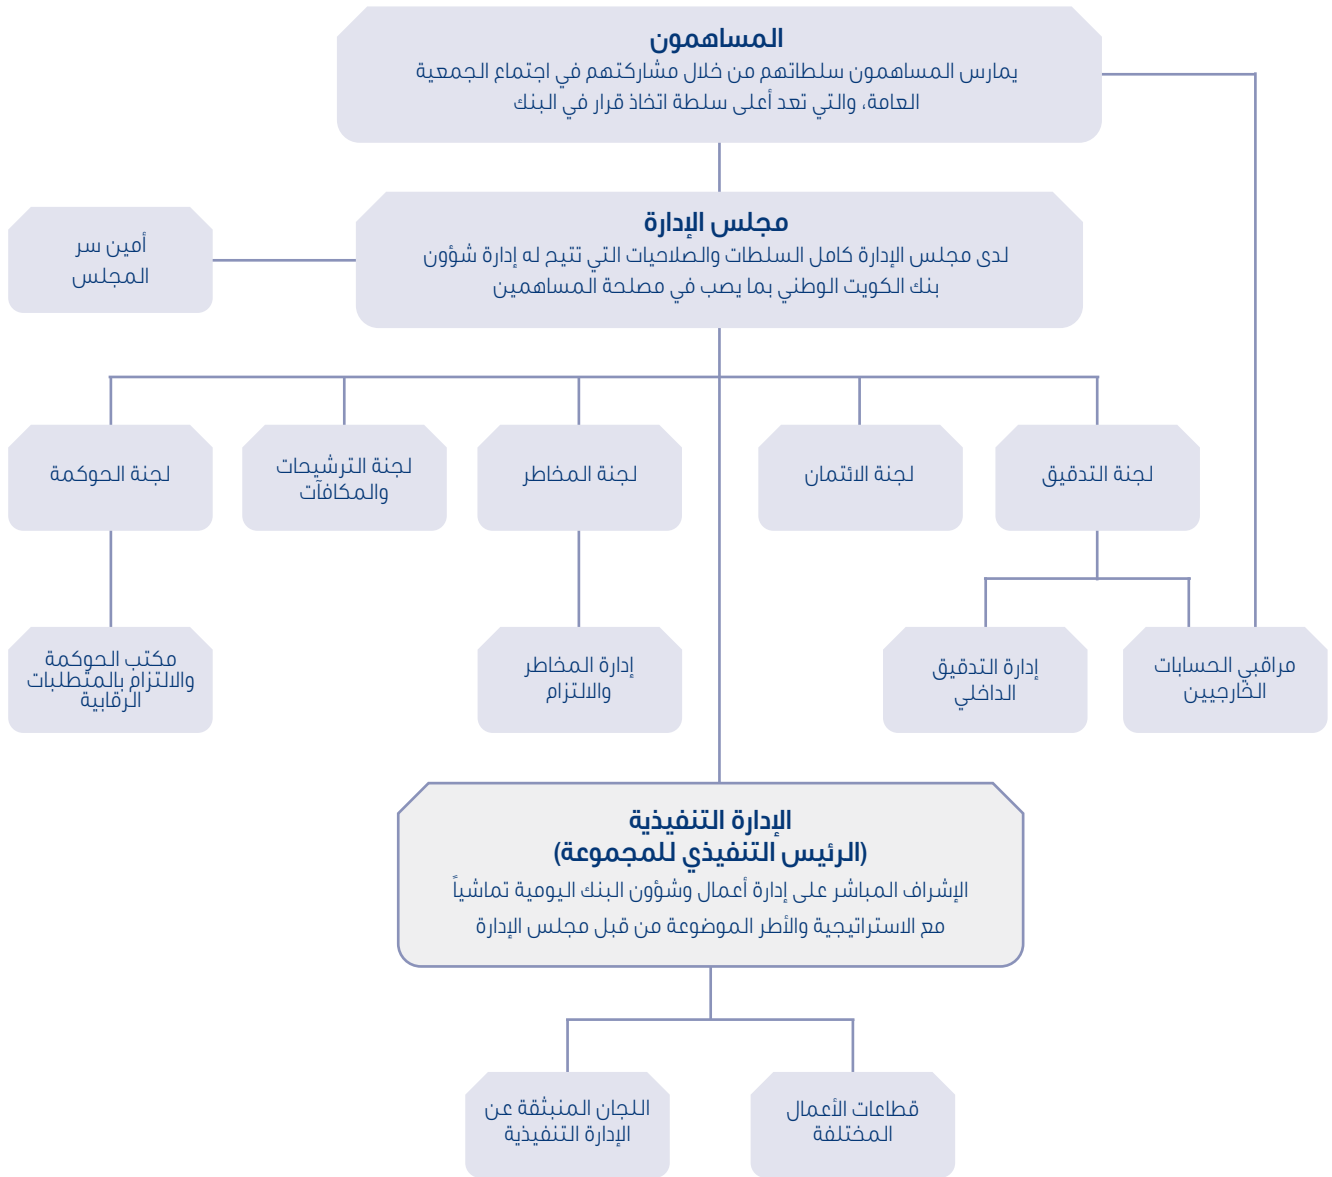 المساهمون
يمارس المساهمون سلطاتهم من خلال مشاركتهم في اجتماع الجمعية
العامة، والتي تعد أعلى سلطة اتخاذ قرار في البنك
مجلس الإدارة
لدى مجلس الإدارة كامل السلطات والصلاحيات التي تتيح له إدارة شؤون
بنك الكويت الوطني بما يصب في مصلحة المساهمين
أمين سر
المجلس
لجنة التدقيق
لجنة الائتمان
لجنة المخاطر
لجنة الترشيحات
والمكافآت
لجنة الحوكمة
مراقبي الحسابات
الخارجيين
إدارة التدقيق
الداخلي
إدارة المخاطر
والالتزام
مكتب الحوكمة
والالتزام بالمتطلبات
الرقابية
الإدارة التنفيذية
(الرئيس التنفيذي للمجموعة)
الإشراف المباشر على إدارة أعمال وشؤون البنك اليومية تماشياً
مع الاستراتيجية والأطر الموضوعة من قبل مجلس الإدارة
قطاعات الأعمال
المختلفة
اللجان المنبثقة عن
الإدارة التنفيذية